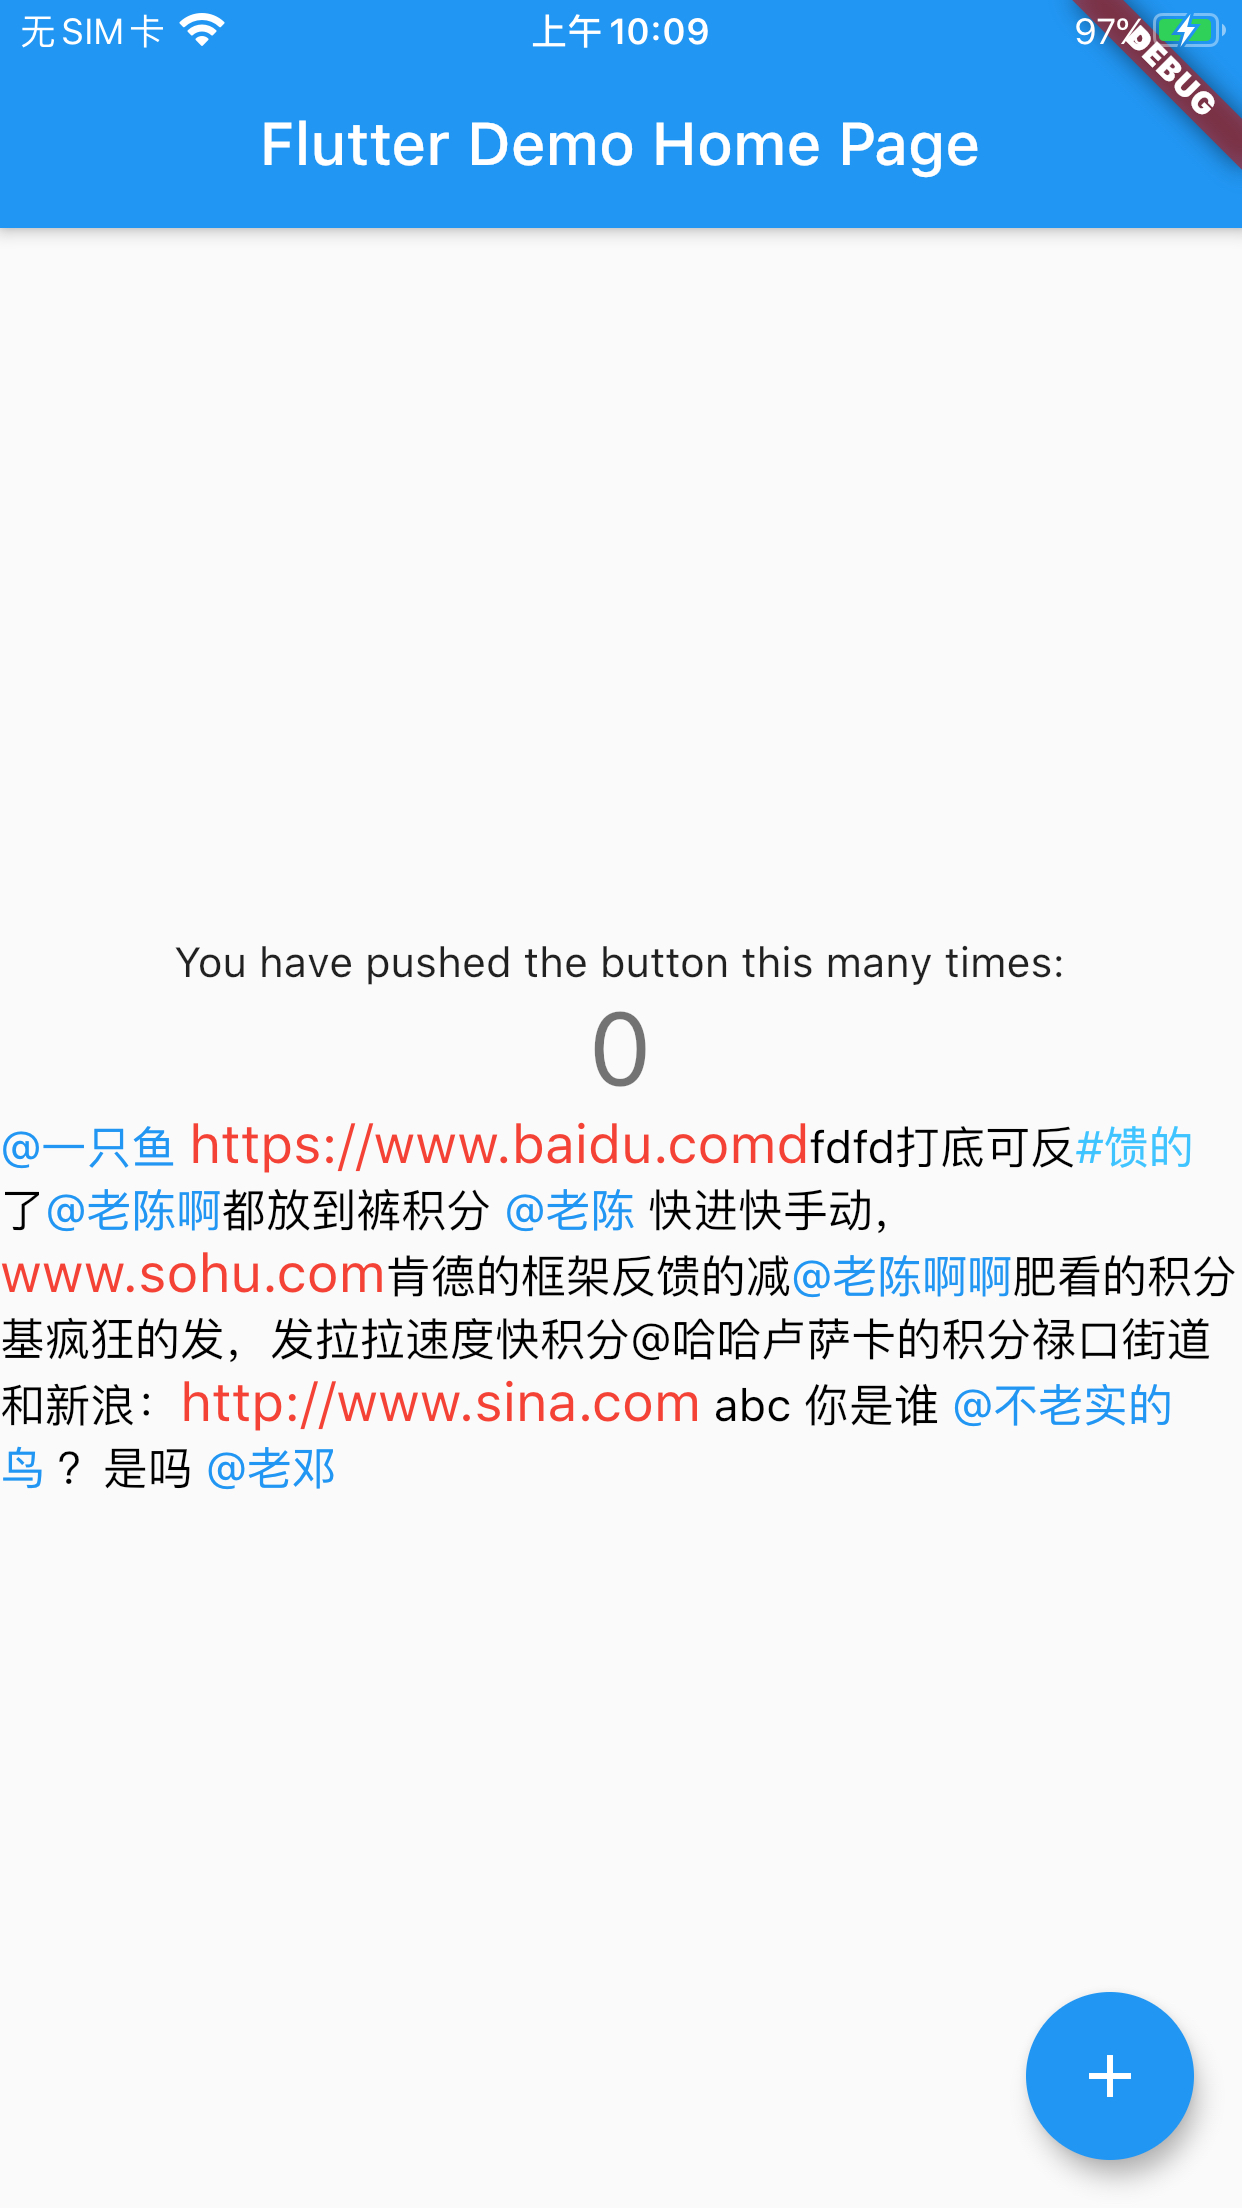 无SIM卡 上午10:09 97%
DEBUG
Flutter Demo Home Page
You have pushed the button this many times:
0
@一只鱼 https://www.baidu.comdfdfd打底可反#馈的
了@老陈啊都放到裤积分 @老陈 快进快手动，
www.sohu.com肯德的框架反馈的减@老陈啊啊肥看的积分
基疯狂的发，发拉拉速度快积分@哈哈卢萨卡的积分禄口街道
和新浪：http://www.sina.com abc 你是谁 @不老实的
鸟 ？是吗 @老邓